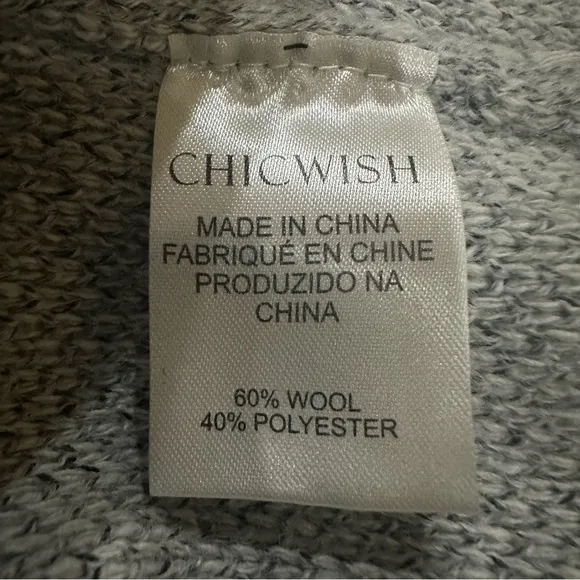 CHICWISH
MADE IN CHINA
FABRIQUÉ EN CHINE
PRODUZIDO NA
CHINA
60% WOOL
40% POLYESTER